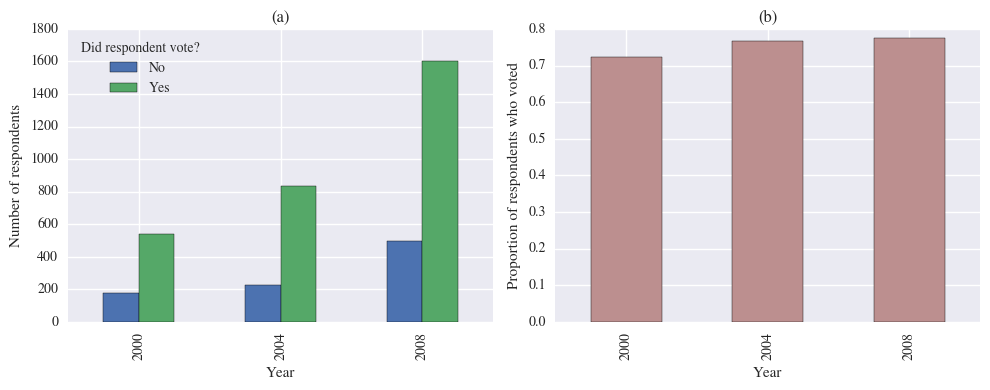 (a)
Number of respondents
1800
1600
1400
1200
1000
800
600
400
200
0
Did respondent vote?
No
Yes
2000
2004
2008
Year
(b)
Proportion of respondents who voted
0.8
0.7
0.6
0.5
0.4
0.3
0.2
0.1
0.0
2000
2004
2008
Year